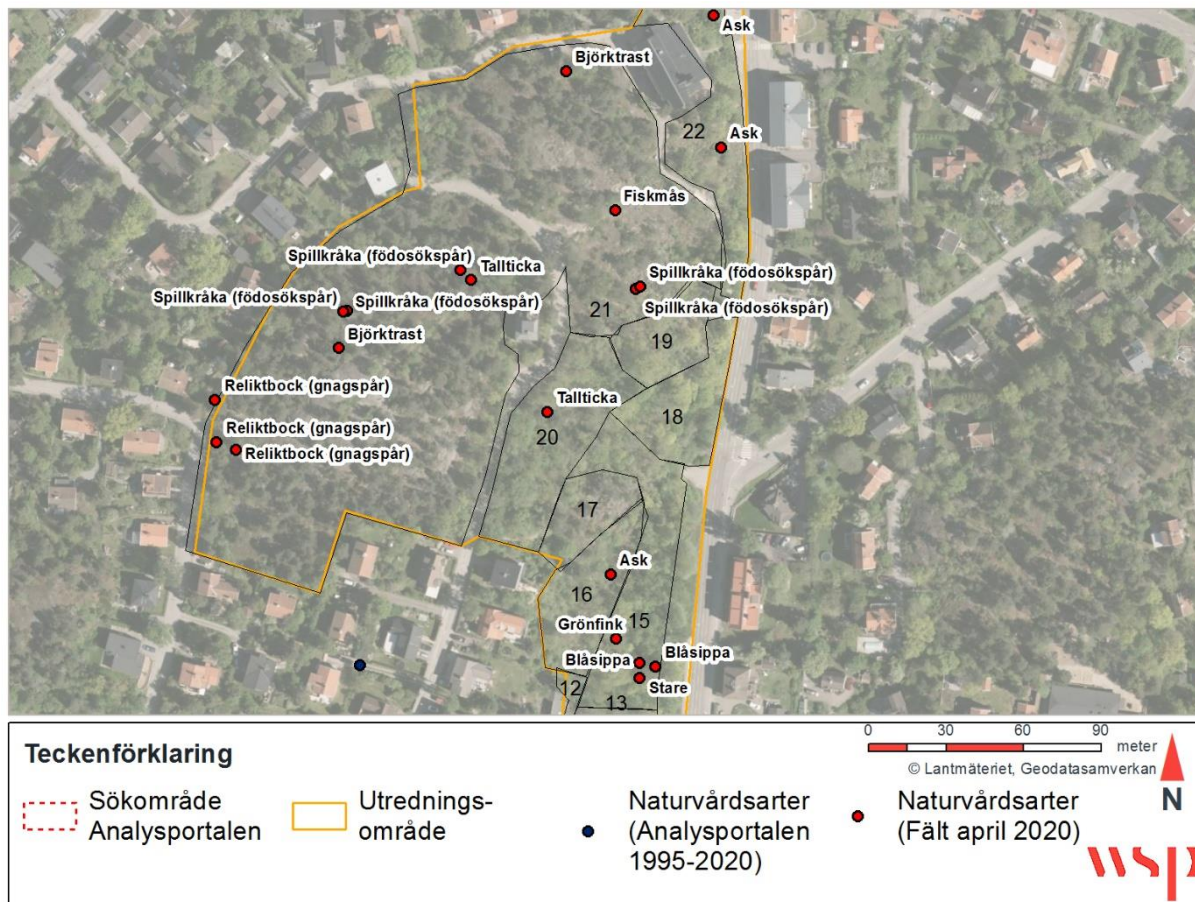 Ask
Björktrast
22
Ask
Fiskmås
Spillkråka (födosökspår)
Tallticka
Spillkråka (födosökspår)
Spillkråka (födosökspår)
Spillkråka (födosökspår)
Spillkråka (födosökspår)
21
19
Björktrast
Reliktbock (gnagspår)
Tallticka
18
20
Reliktbock (gnagspår)
Reliktbock (gnagspår)
17
Ask
16
15
Grönfink
Blåsippa
Blåsippa
12
Stare
13
Teckenförklaring
0 30 60 90
meter
© Lantmäteriet, Geodatasamverkan
N
Sökområde
Analysportalen
Utrednings-
område
Naturvårdsarter
(Analysportalen
1995-2020)
Naturvårdsarter
(Fält april 2020)
wsp